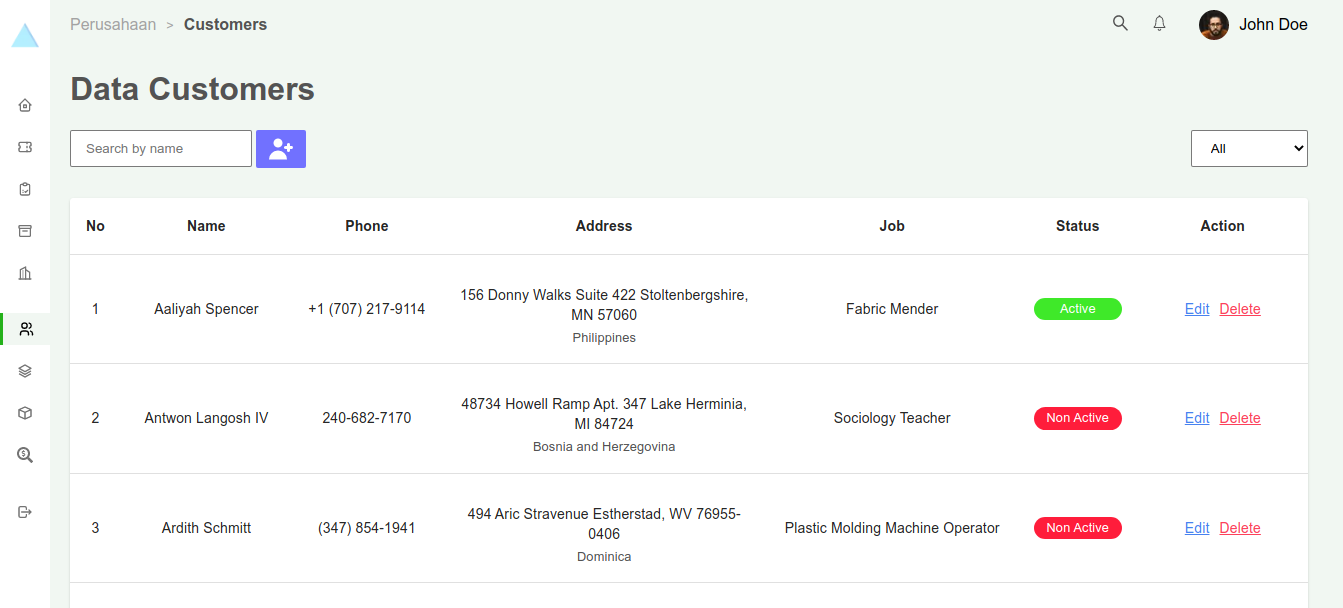 Perusahaan > Customers
John Doe
Data Customers
Search by name
All
No Name Phone Address Job Status Action
1 Aaliyah Spencer +1 (707) 217-9114 156 Donny Walks Suite 422 Stoltenbergshire,
MN 57060
Philippines
Fabric Mender Active Edit Delete
2 Antwon Langosh IV 240-682-7170 48734 Howell Ramp Apt. 347 Lake Herminia,
MI 84724
Bosnia and Herzegovina
Sociology Teacher Non Active Edit Delete
3 Ardith Schmitt (347) 854-1941 494 Aric Stravenue Estherstad, WV 76955-
0406
Dominica
Plastic Molding Machine Operator Non Active Edit Delete